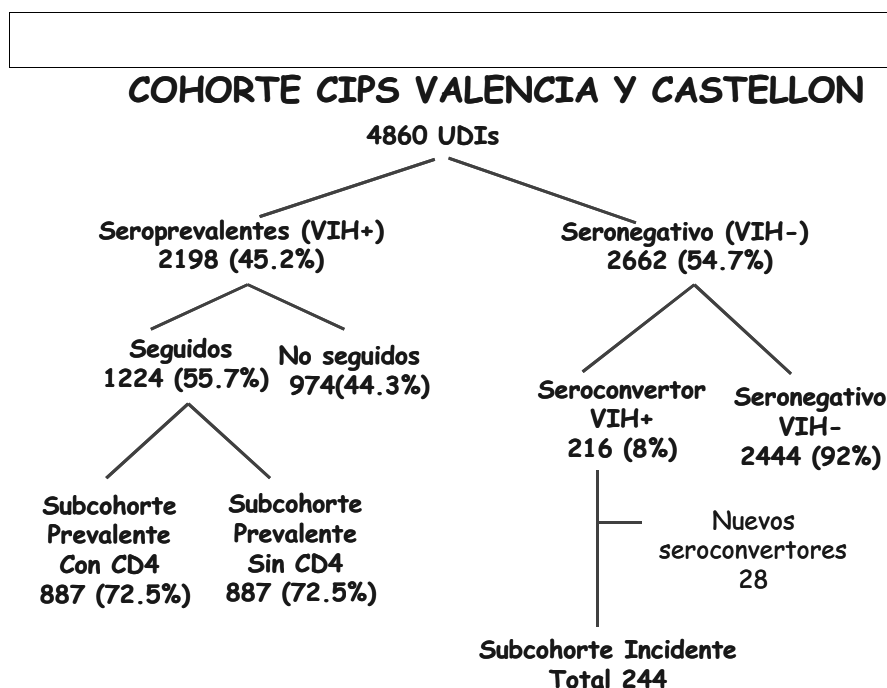 COHORTE CIPS VALENCIA Y CASTELLON
4860 UDIs
Seroprevalentes (VIH+)
2198 (45.2%)
Seronegativo (VIH-)
2662 (54.7%)
Seguidos
1224 (55.7%)
No seguidos
974(44.3%)
Seroconvertor
VIH+
216 (8%)
Seronegativo
VIH-
2444 (92%)
Subcohorte
Prevalente
Con CD4
887 (72.5%)
Subcohorte
Prevalente
Sin CD4
887 (72.5%)
Nuevos
seroconvertores
28
Subcohorte Incidente
Total 244